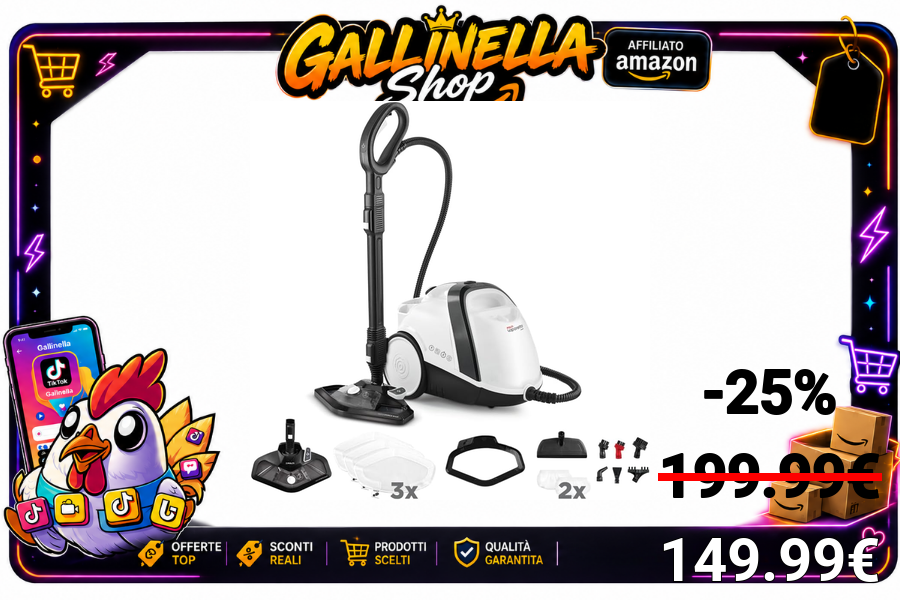 GALLINELLA
Shop
AFFILIATO
amazon
Gallinella
TikTok
Gallinella
3x
2x
-25%
199.99€
149.99€
OFFERTE
TOP
SCONTI
REALI
PRODOTTI
SCELTI
QUALITÀ
GARANTITA